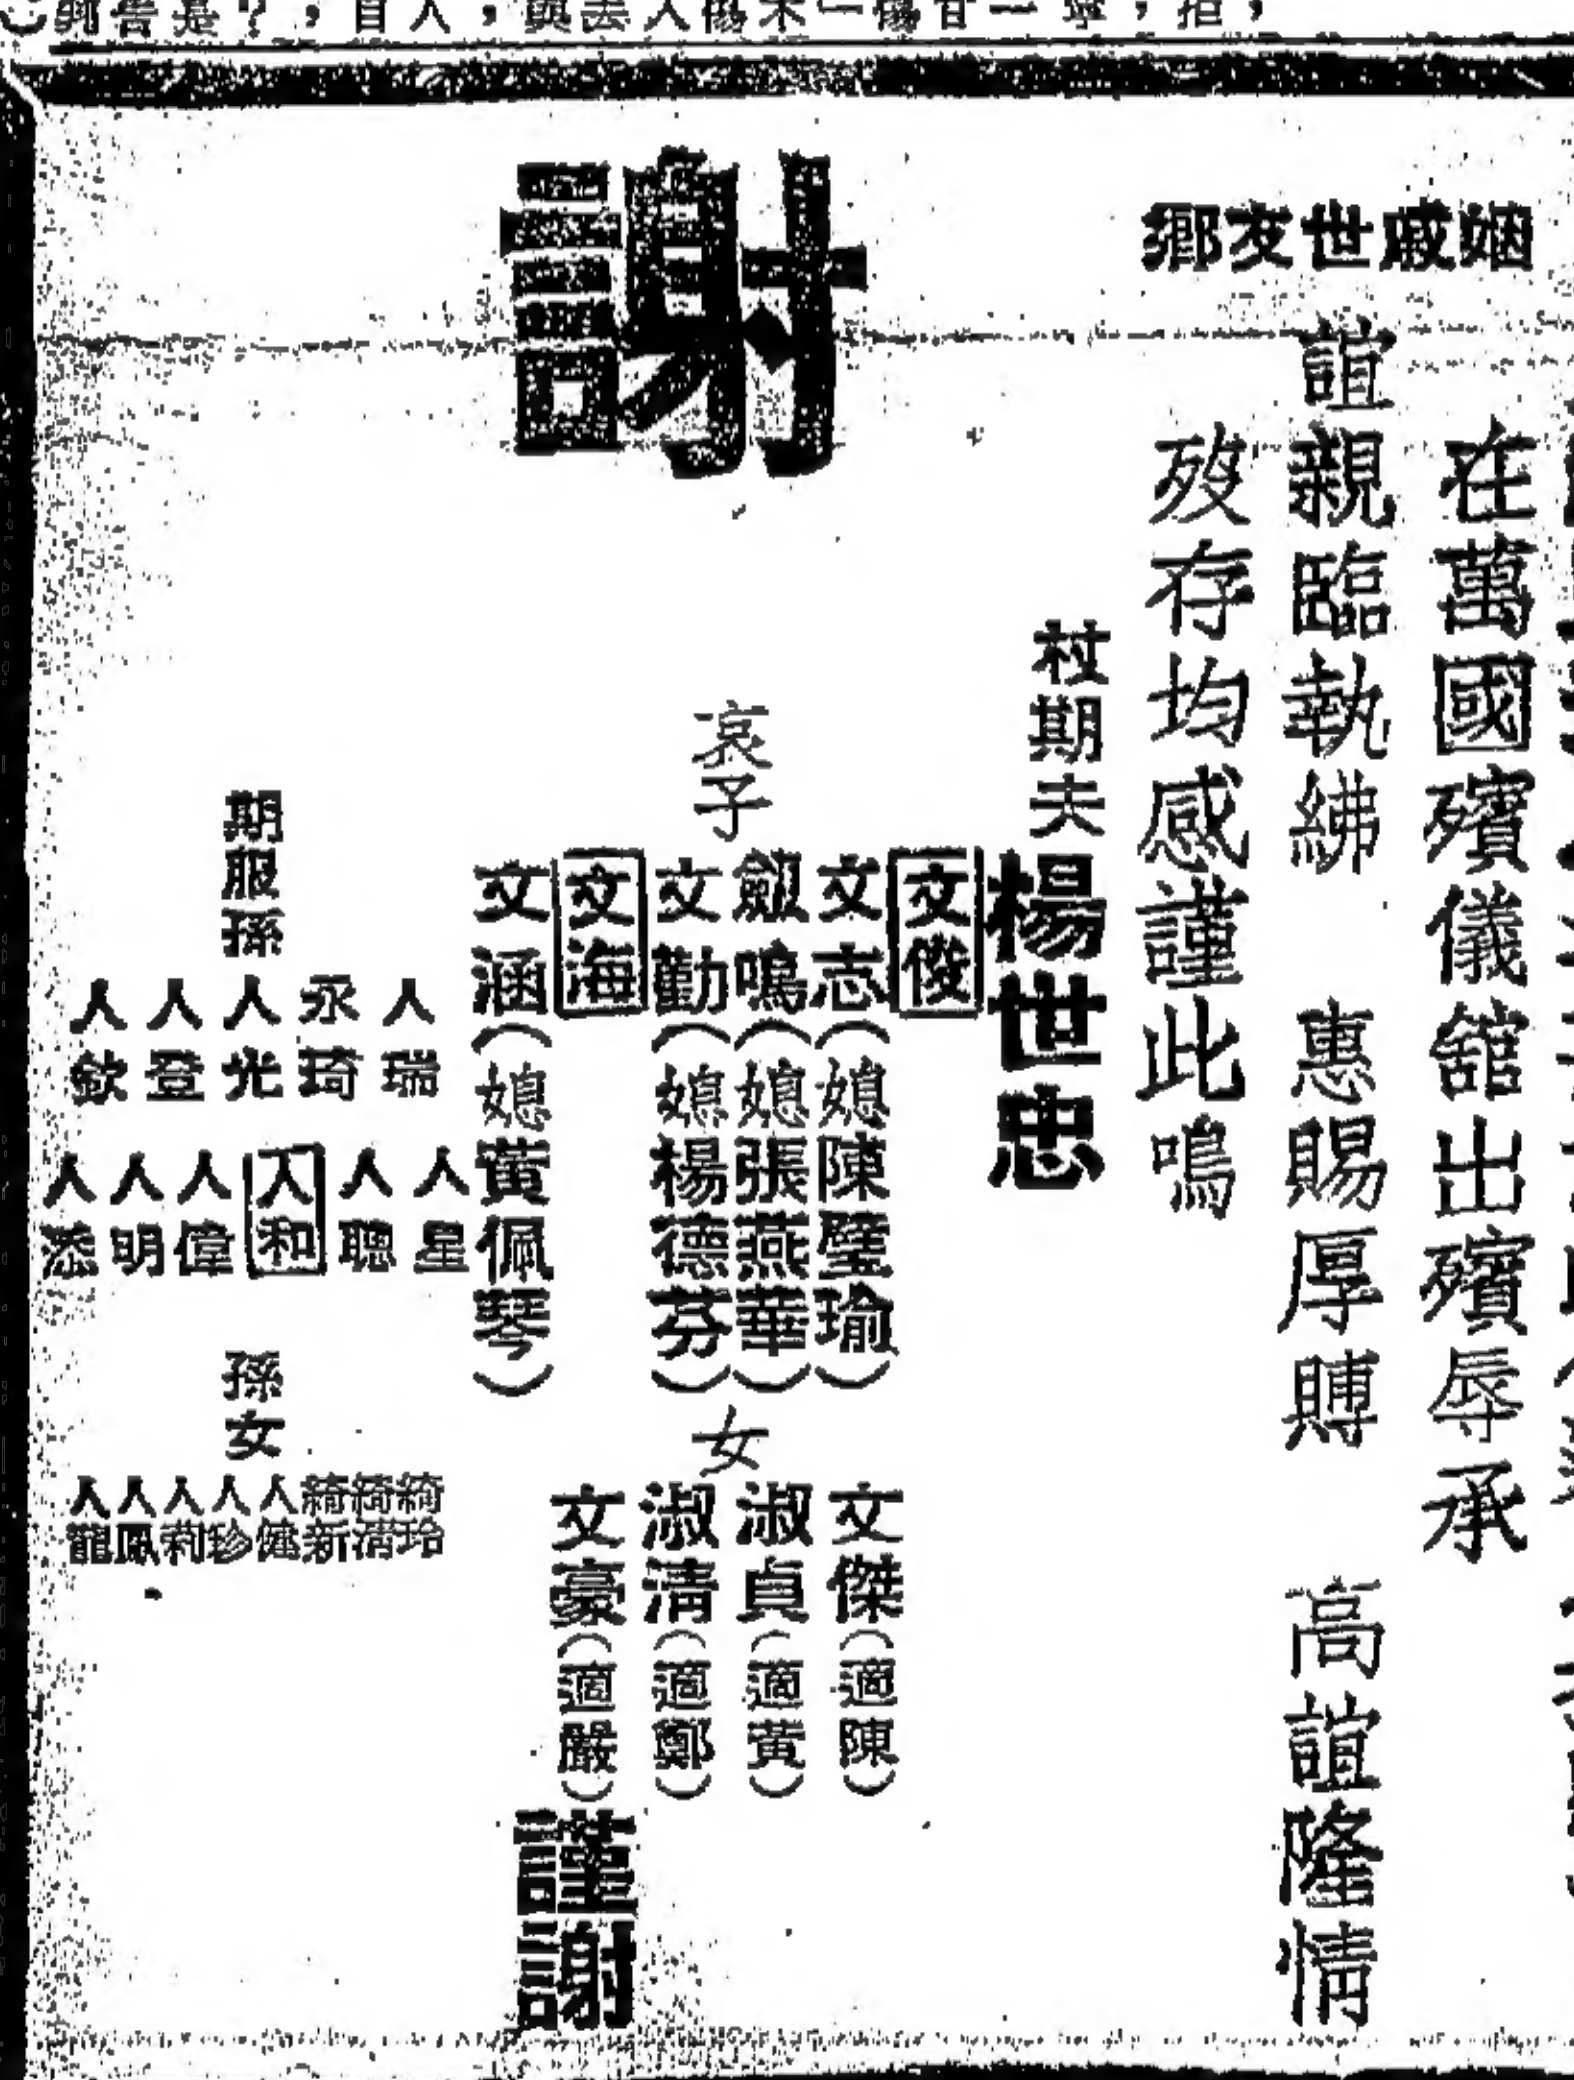 姻戚世友鄉
在萬國殯儀舘出殯辱承
誼親臨執紼　惠賜厚賻　高誼隆情
歿存均感謹此鳴
謝
杖期夫楊世忠
哀子
文俊
文志(媳陳璧瑜)
劍鳴(媳張燕華)
文勸(媳楊德芬)
文海
文涵(媳黃佩琴)
女
文傑(適陳)
淑貞(適黃)
淑清(適鄭)
文豪(適嚴)
期服孫
人瑞
永琦
人光
人登
人欽
人星
人聰
人和
人偉
人明
人添
孫女
綺玲
綺清
綺新
人珍
人莉
人鳳
人龍
謹謝